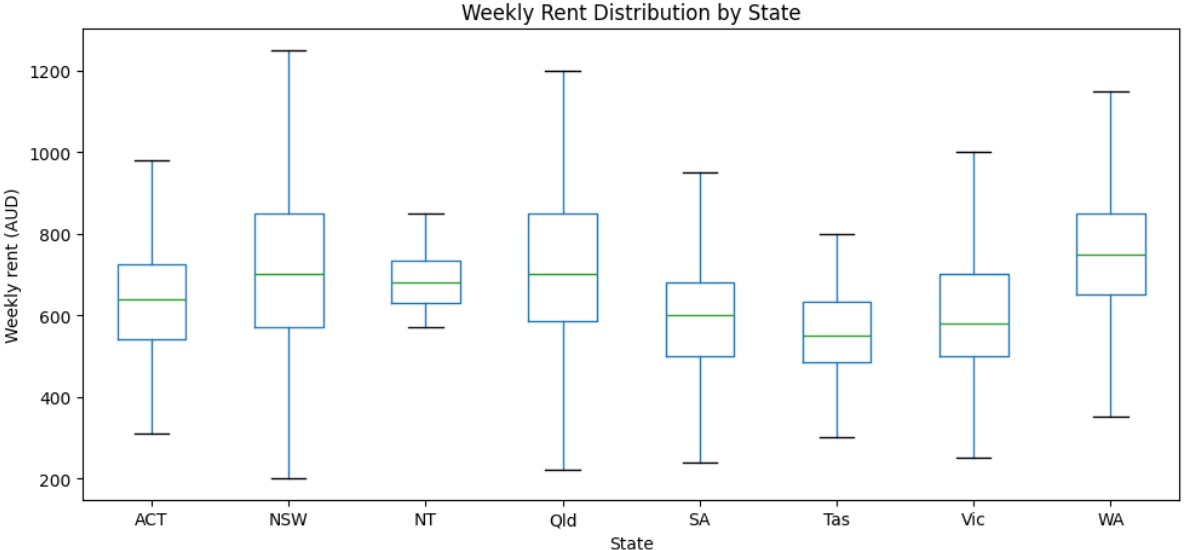 Weekly Rent Distribution by State
Weekly rent (AUD)
1200
1000
800
600
400
200
ACT NSW NT Qld SA Tas Vic WA
State